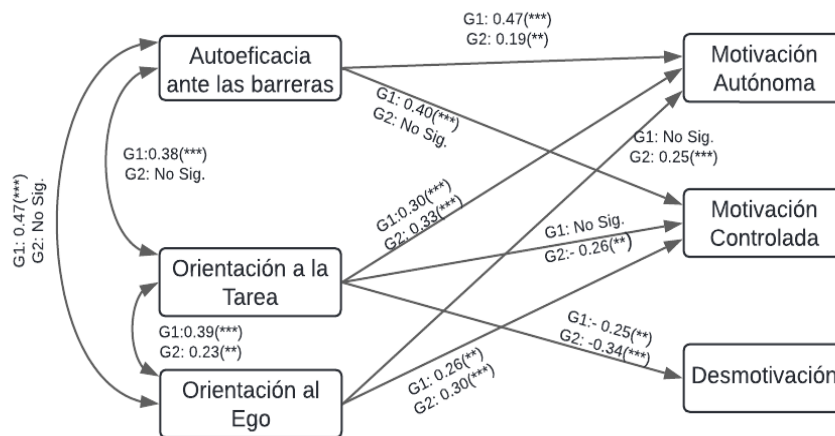 G1: 0.47(***)
G2: 0.19(**)
Autoeficacia
ante las barreras
Motivación
Autónoma
G1: 0.40(***)
G2: No Sig.
G1: No Sig.
G2: 0.25(***)
G1:0.38(***)
G2: No Sig.
G1: 0.47(***)
G2: No Sig.
G1:0.30(***)
G2: 0.33(***)
Motivación
Controlada
G1: No Sig.
G2:- 0.26(**)
Orientación a la
Tarea
G1:0.39(***)
G2: 0.23(**)
G1:- 0.25(**)
G2: -0.34(***)
Desmotivación
G1: 0.26(**)
G2: 0.30(***)
Orientación al
Ego